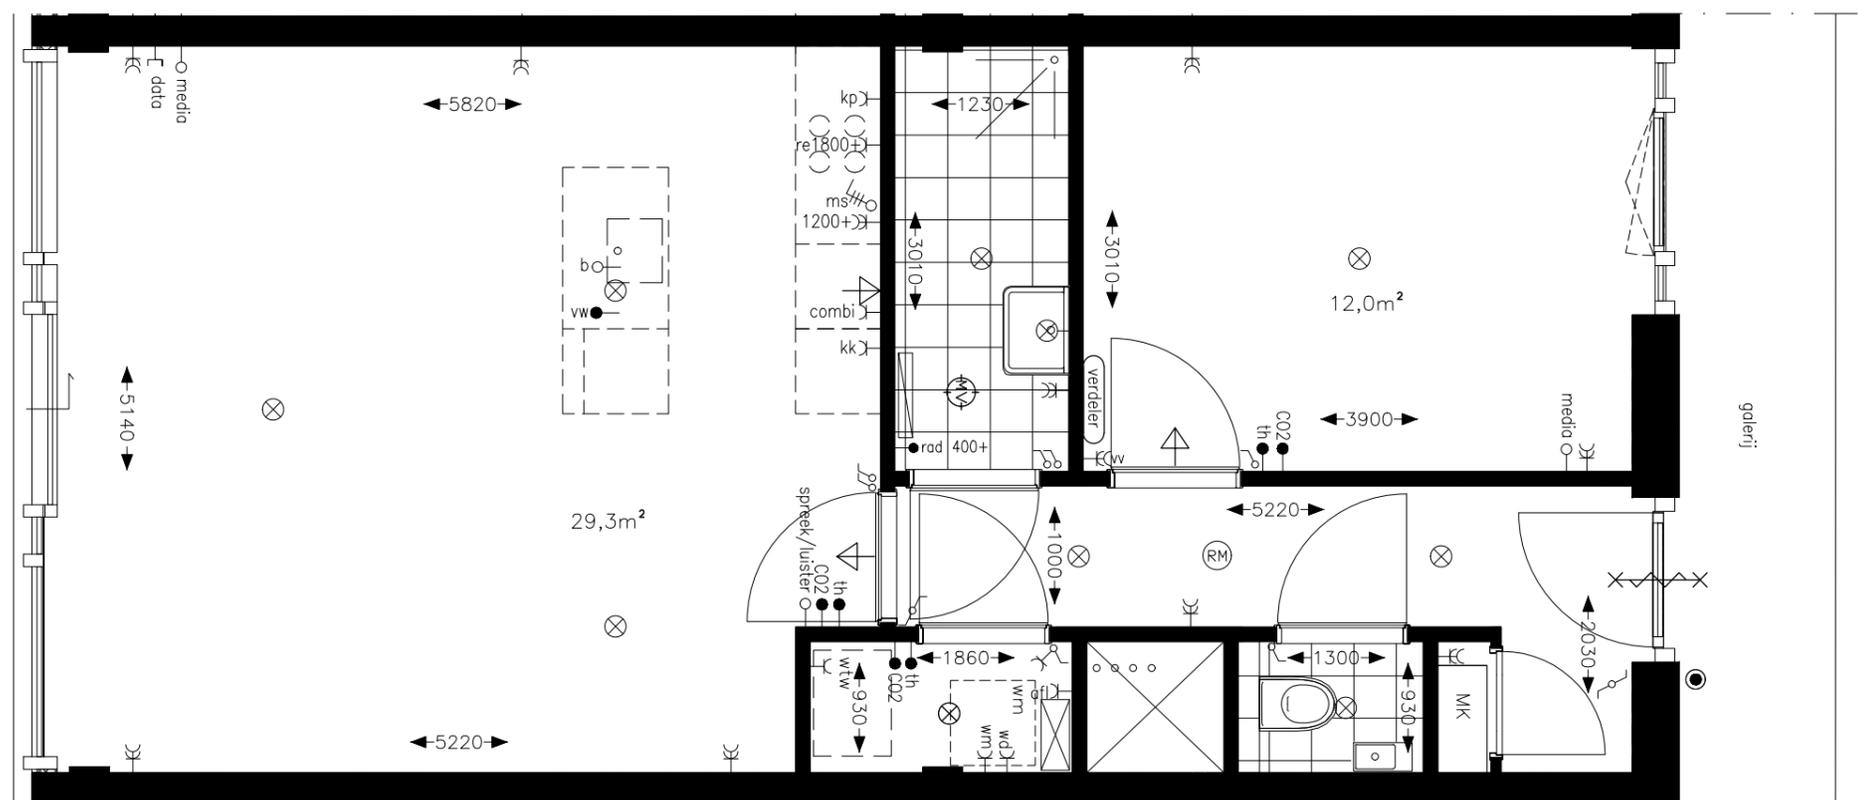 data
media
5820
kp
re1800+
ms
1200+
combi
kk
b
vw
5140
29,3m²
5220
1230
3010
MV
rad 400+
3010
12,0m²
verdeler
vv
3900
th
CO2
media
galerij
spreek/luister
CO2
th
1000
5220
RM
2030
wtw
CO2
th
930
1860
wm
afl
wm
wd
1300
930
MK